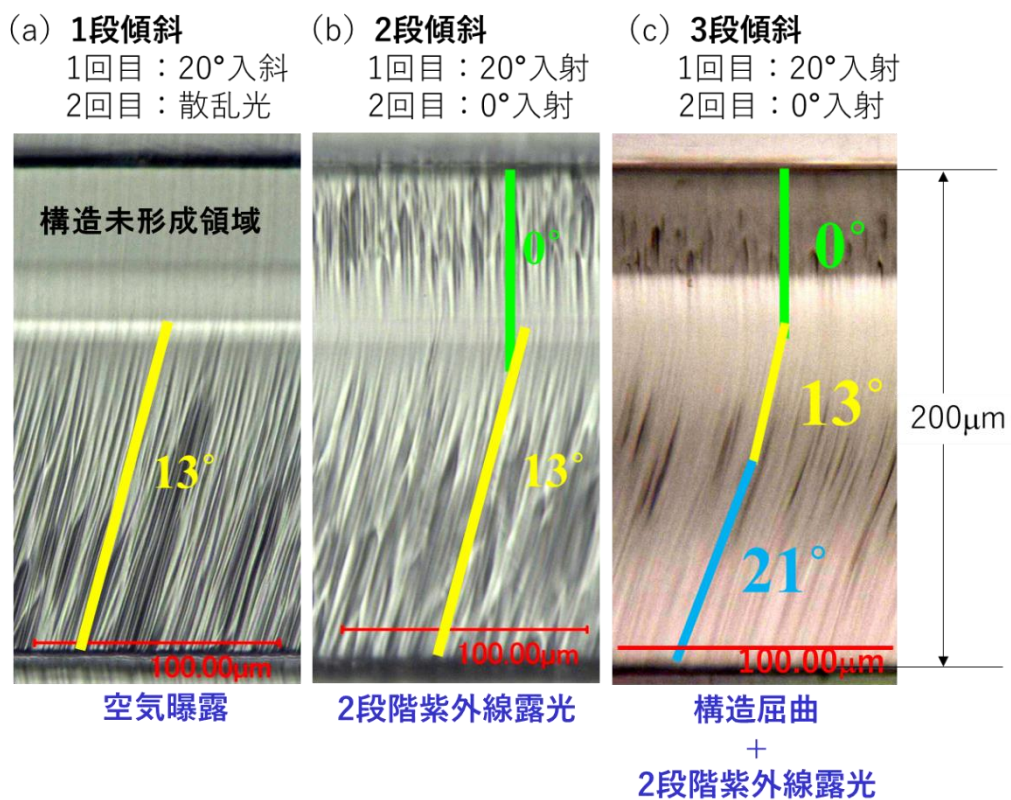 (a) 1段傾斜
1回目：20°入斜
2回目：散乱光
(b) 2段傾斜
1回目：20°入射
2回目：0°入射
(c) 3段傾斜
1回目：20°入射
2回目：0°入射
構造未形成領域
13°
100.00μm
0°
13°
100.00μm
0°
13°
21°
100.00μm
200μm
空気曝露
2段階紫外線露光
構造屈曲
+
2段階紫外線露光